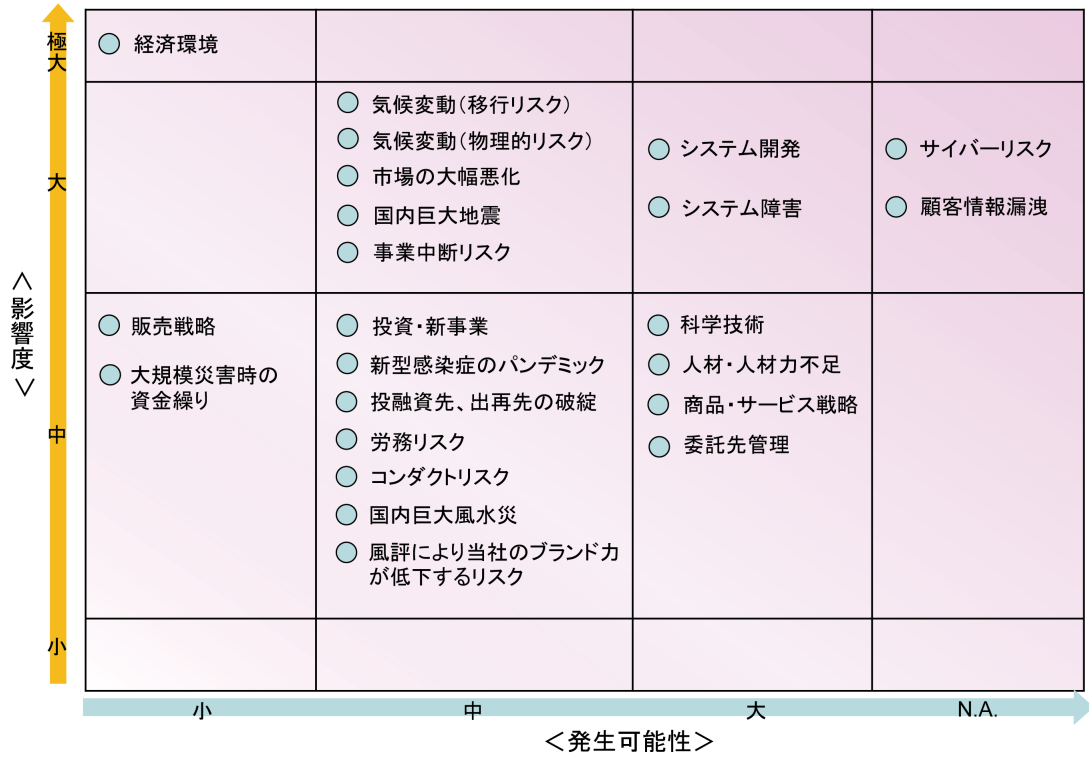 極大
経済環境
大
気候変動（移行リスク）
気候変動（物理的リスク）
市場の大幅悪化
国内巨大地震
事業中断リスク
システム開発
システム障害
サイバーリスク
顧客情報漏洩
＜影響度＞
中
販売戦略
大規模災害時の
資金繰り
投資・新事業
新型感染症のパンデミック
投融資先、出再先の破綻
労務リスク
コンダクトリスク
国内巨大風水災
風評により当社のブランド力
が低下するリスク
科学技術
人材・人材力不足
商品・サービス戦略
委託先管理
小
小
中
大
N.A.
＜発生可能性＞